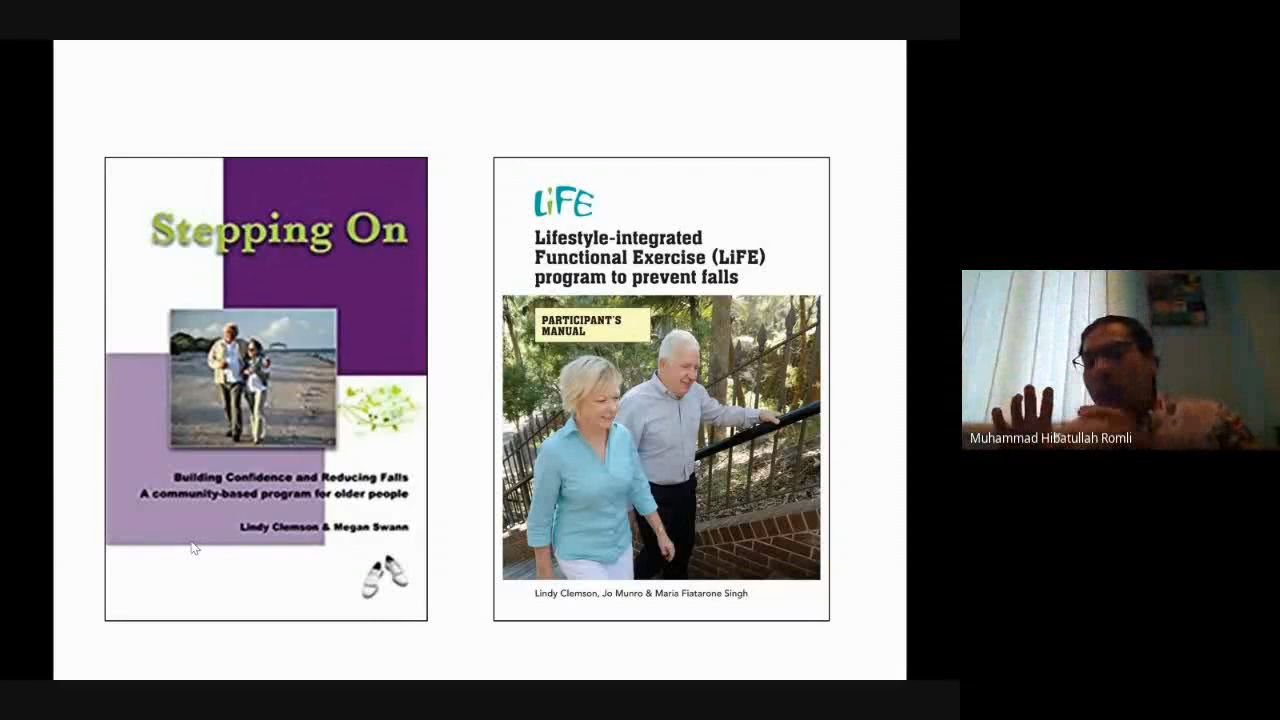 Stepping On
Building Confidence and Reducing Falls
A community-based program for older people
Lindy Clemson & Megan Swann
LiFE
Lifestyle-integrated
Functional Exercise (LiFE)
program to prevent falls
PARTICIPANT'S
MANUAL
Lindy Clemson, Jo Munro & Maria Fiatarone Singh
Muhammad Hibatullah Romli